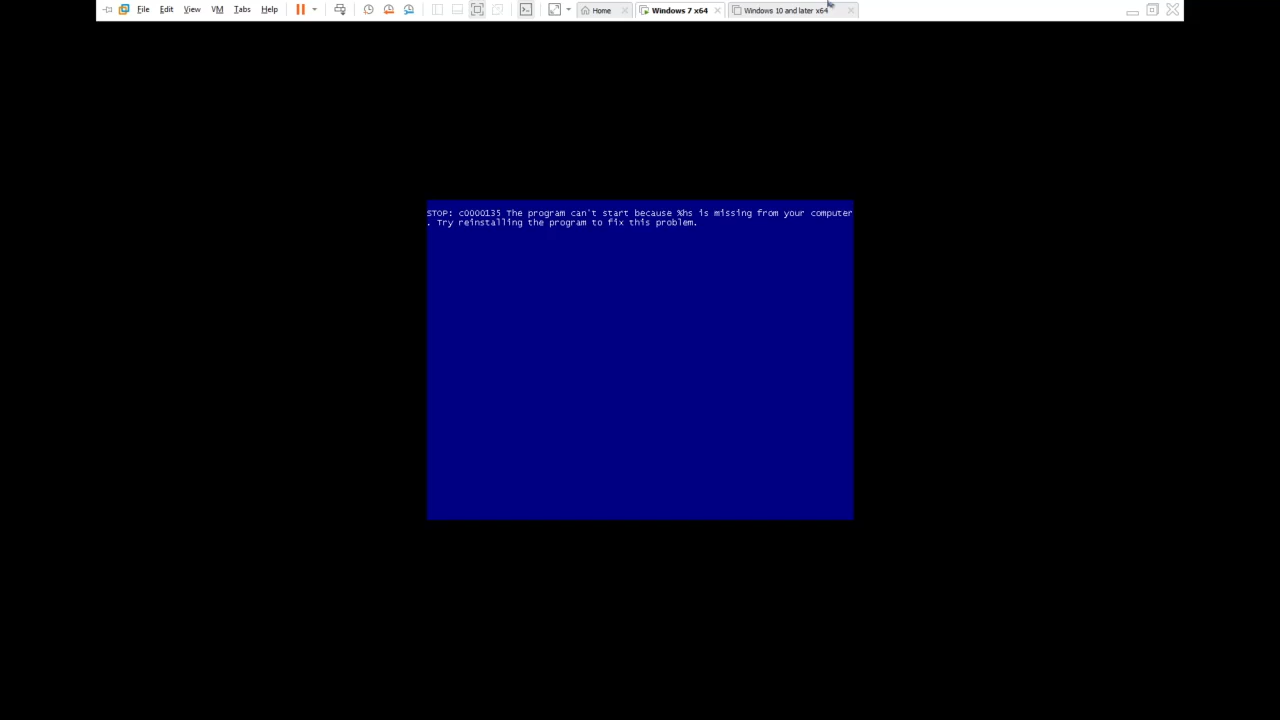 File Edit View VM Tabs Help Home Windows 7 x64 Windows 10 and later x64
STOP: c0000135 The program can't start because %hs is missing from your computer
. Try reinstalling the program to fix this problem.